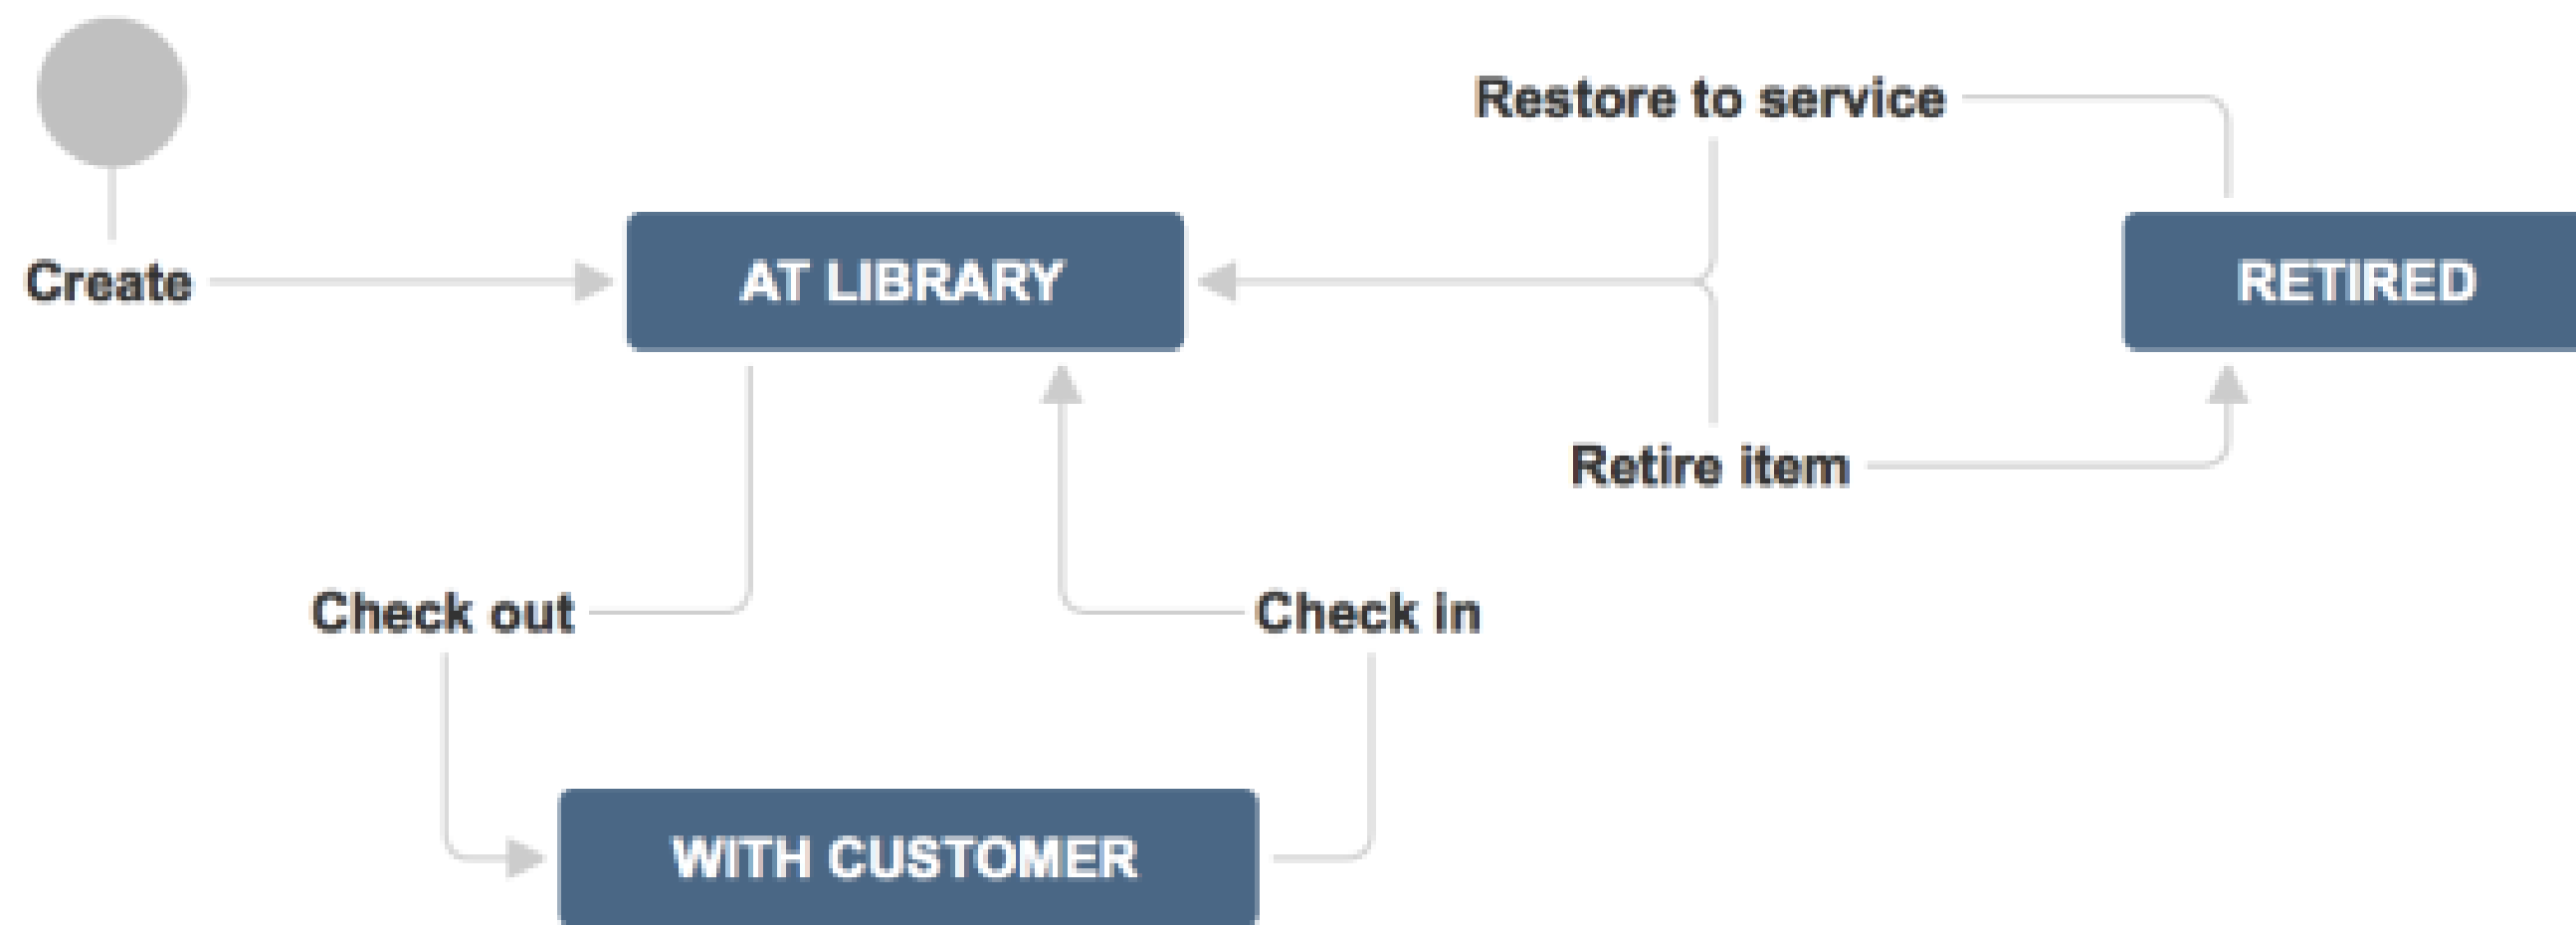 Restore to service
Create
AT LIBRARY
RETIRED
Retire item
Check out
Check in
WITH CUSTOMER